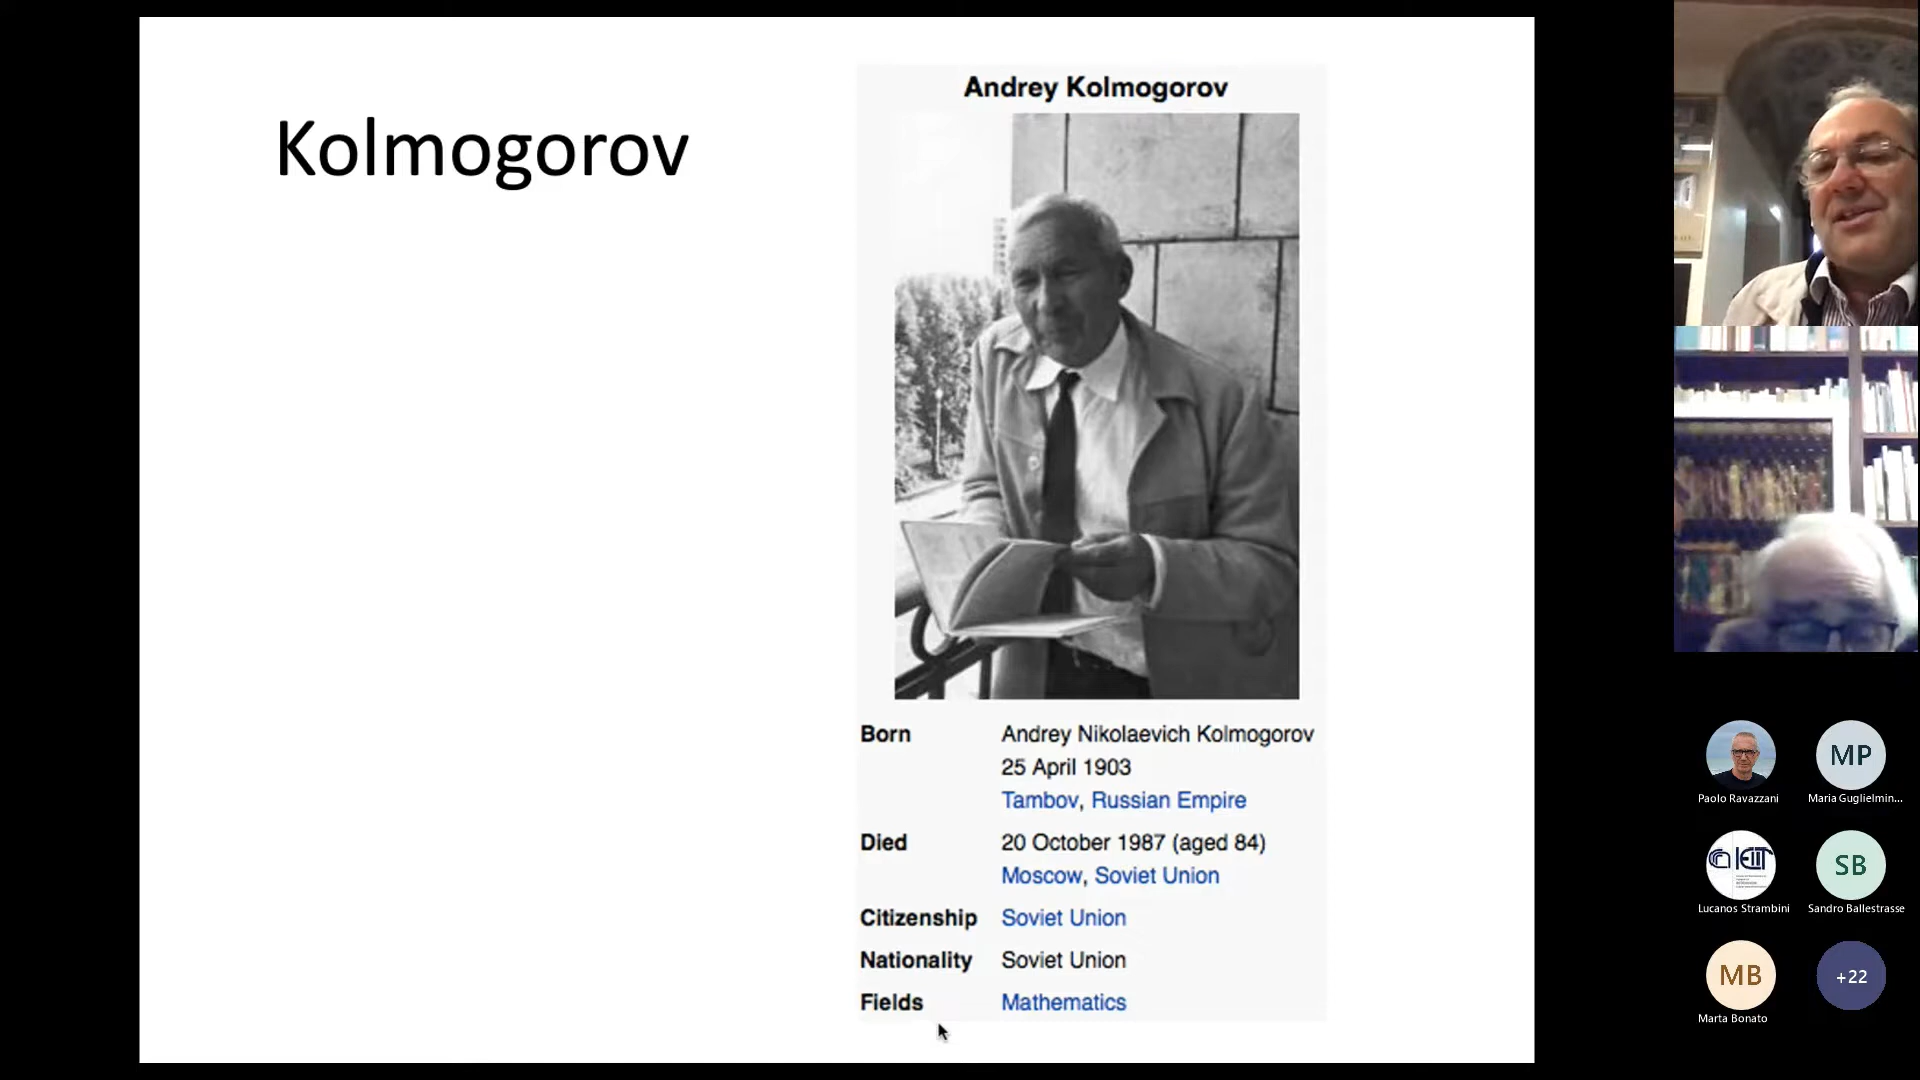 Kolmogorov
Andrey Kolmogorov
Born Andrey Nikolaevich Kolmogorov
25 April 1903
Tambov, Russian Empire
Died 20 October 1987 (aged 84)
Moscow, Soviet Union
Citizenship Soviet Union
Nationality Soviet Union
Fields Mathematics
MP
Paolo Ravazzani Maria Guglielmin...
IEIIT SB
Lucanos Strambini Sandro Ballestrasse
MB +22
Marta Bonato